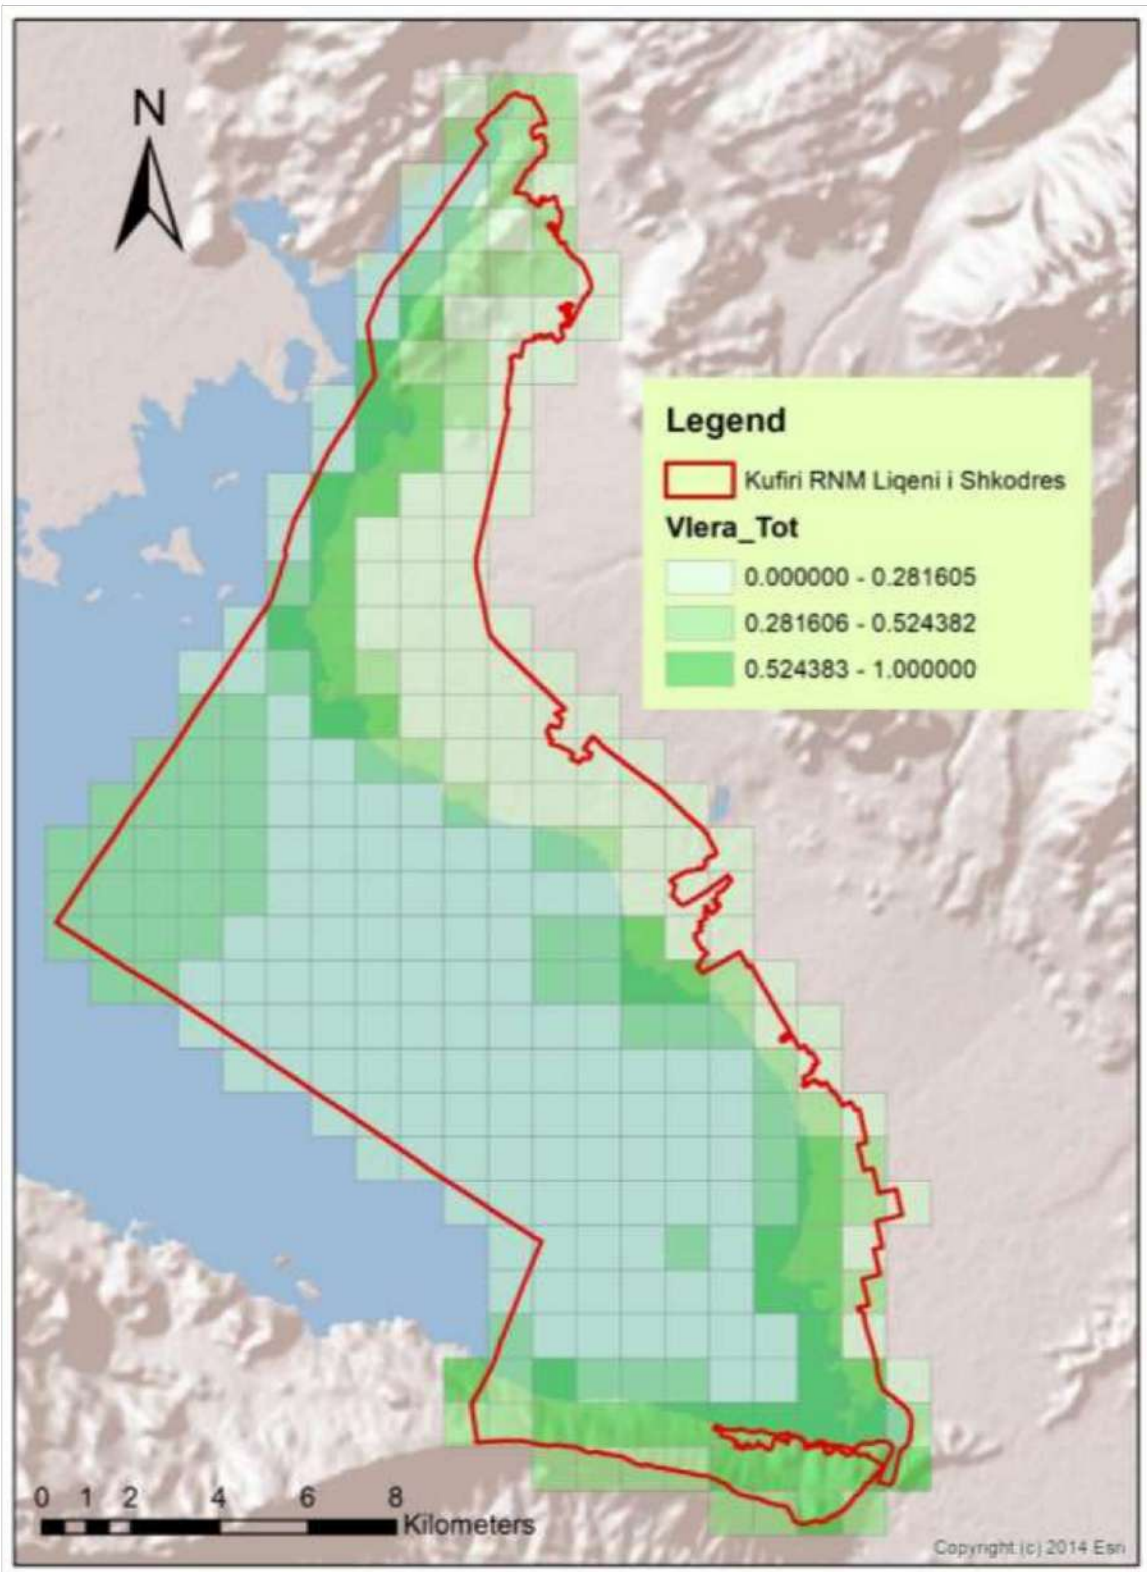 N
Legend
Kufiri RNM Liqeni i Shkodres
Vlera_Tot
0.000000 - 0.281605
0.281606 - 0.524382
0.524383 - 1.000000
0 1 2 4 6 8
Kilometers
Copyright:(c) 2014 Esri